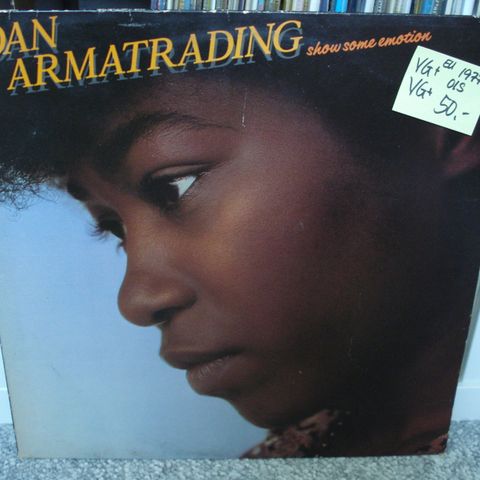 OAN
ARMATRADING
show some emotion
VG+ EU 1977
OIS
VG+ 50.-